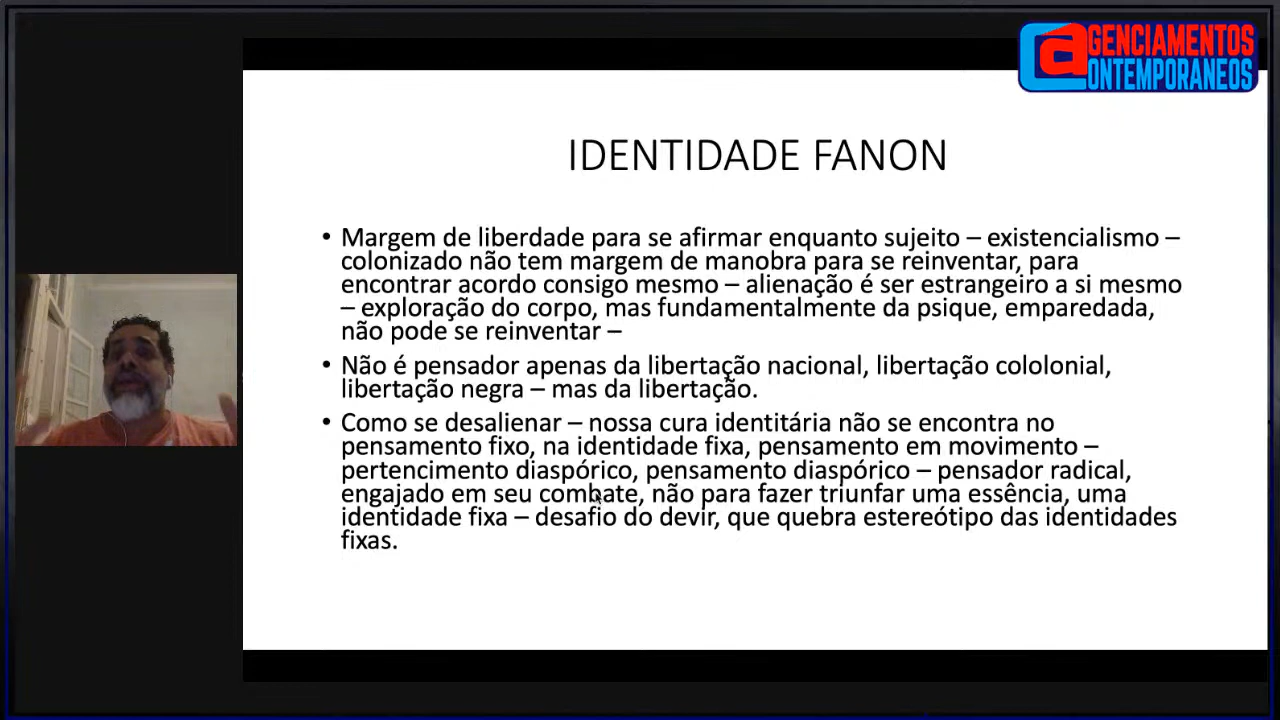 AGENCIAMENTOS
CONTEMPORANEOS
IDENTIDADE FANON
• Margem de liberdade para se afirmar enquanto sujeito – existencialismo –
colonizado não tem margem de manobra para se reinventar, para
encontrar acordo consigo mesmo – alienação é ser estrangeiro a si mesmo
– exploração do corpo, mas fundamentalmente da psique, emparedada,
não pode se reinventar –
• Não é pensador apenas da libertação nacional, libertação cololonial,
libertação negra – mas da libertação.
• Como se desalienar – nossa cura identitária não se encontra no
pensamento fixo, na identidade fixa, pensamento em movimento –
pertencimento diaspórico, pensamento diaspórico – pensador radical,
engajado em seu combate, não para fazer triunfar uma essência, uma
identidade fixa – desafio do devir, que quebra estereótipo das identidades
fixas.